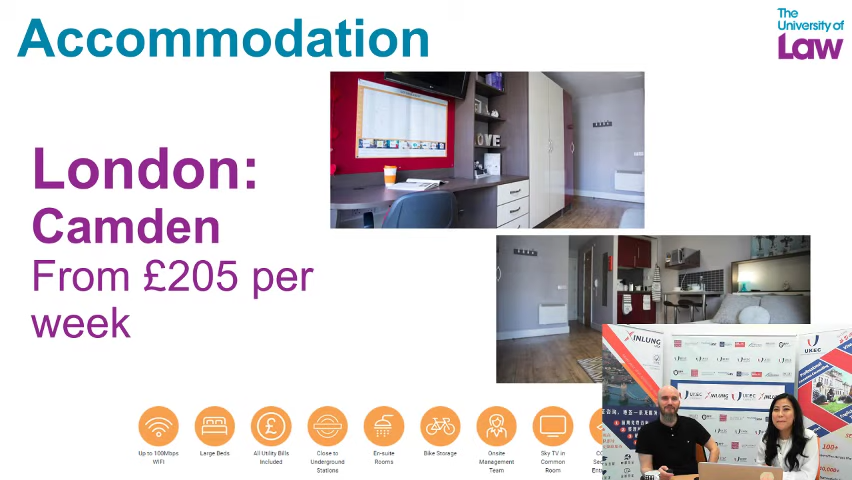 Accommodation
The
University of
Law
London:
Camden
From £205 per
week
Up to 100Mbps
WIFI
Large Beds
All Utility Bills
Included
Close to
Underground
Stations
En-suite
Rooms
Bike Storage
Onsite
Management
Team
Sky TV in
Common
Room
XINLUNG
UKEC
100+